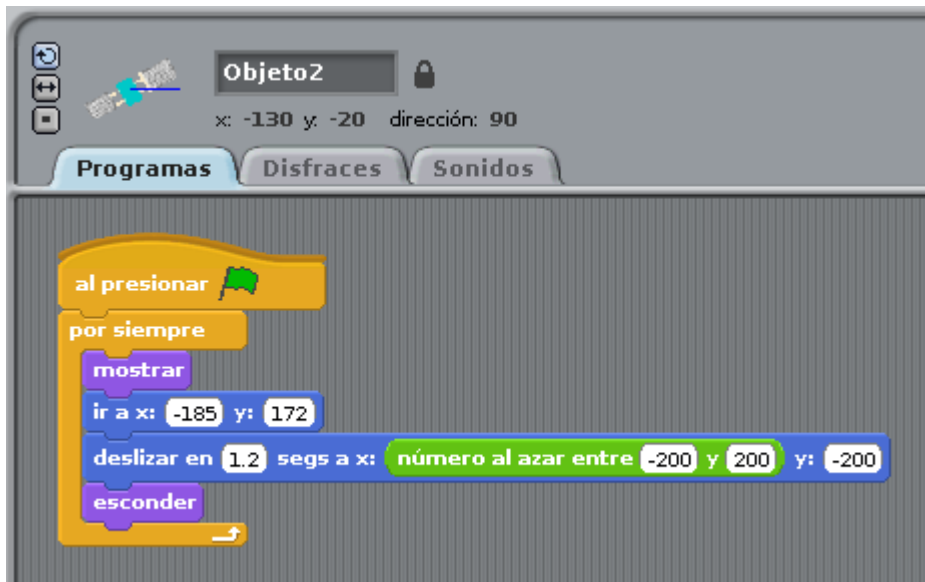 Objeto2
x: -130 y: -20 dirección: 90
Programas Disfraces Sonidos
al presionar
por siempre
mostrar
ir a x: -185 y: 172
deslizar en 1.2 segs a x: número al azar entre -200 y 200 y: -200
esconder